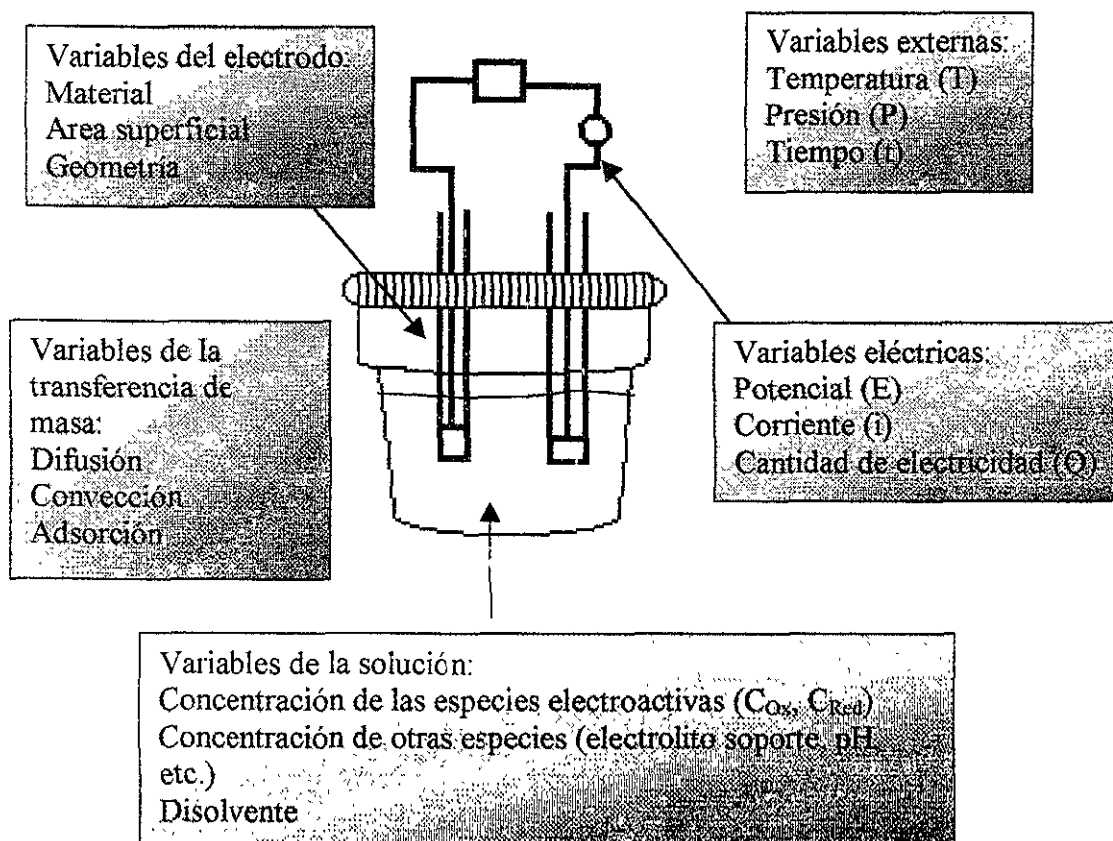 Variables del electrodo:
Material
Area superficial
Geometría
Variables externas:
Temperatura (T)
Presión (P)
Tiempo (t)
Variables de la
transferencia de
masa:
Difusión
Convección
Adsorción
Variables eléctricas:
Potencial (E)
Corriente (i)
Cantidad de electricidad (Q)
Variables de la solución:
Concentración de las especies electroactivas (C_Ox, C_Red)
Concentración de otras especies (electrolito soporte, pH,
etc.)
Disolvente